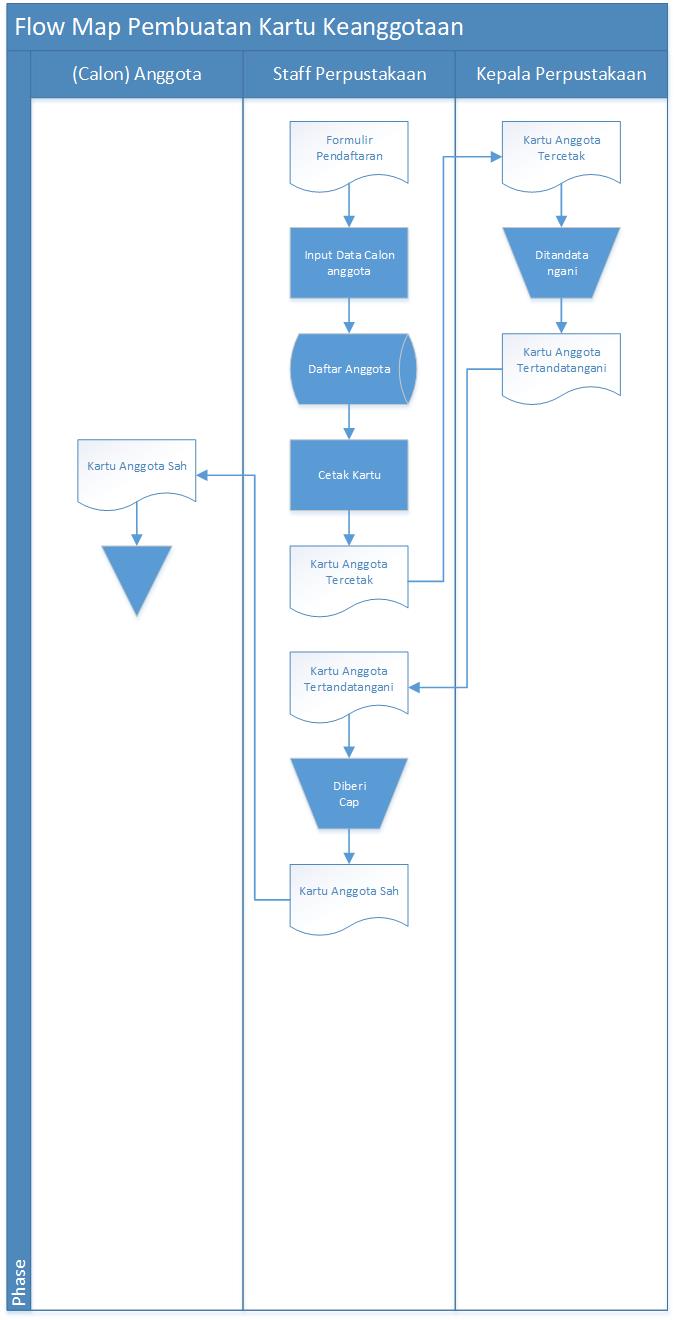 Flow Map Pembuatan Kartu Keanggotaan
(Calon) Anggota
Staff Perpustakaan
Kepala Perpustakaan
Formulir
Pendaftaran
Input Data Calon
anggota
Daftar Anggota
Cetak Kartu
Kartu Anggota
Tercetak
Kartu Anggota
Tercetak
Ditandata
ngani
Kartu Anggota
Tertandatangani
Kartu Anggota
Tertandatangani
Diberi
Cap
Kartu Anggota Sah
Kartu Anggota Sah
Phase